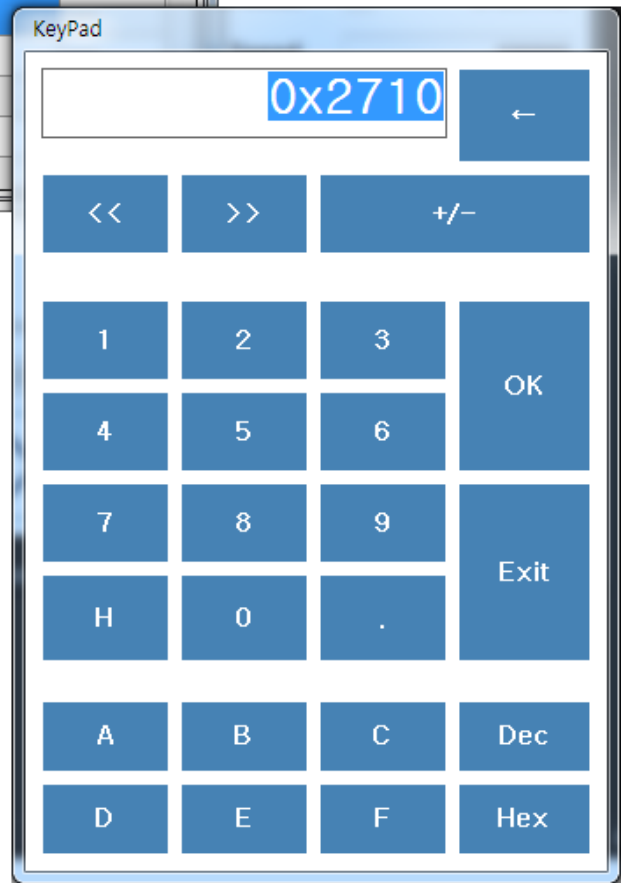 KeyPad
0x2710 ←
<< >> +/-
1 2 3
OK
4 5 6
7 8 9
Exit
H 0 .
A B C Dec
D E F Hex